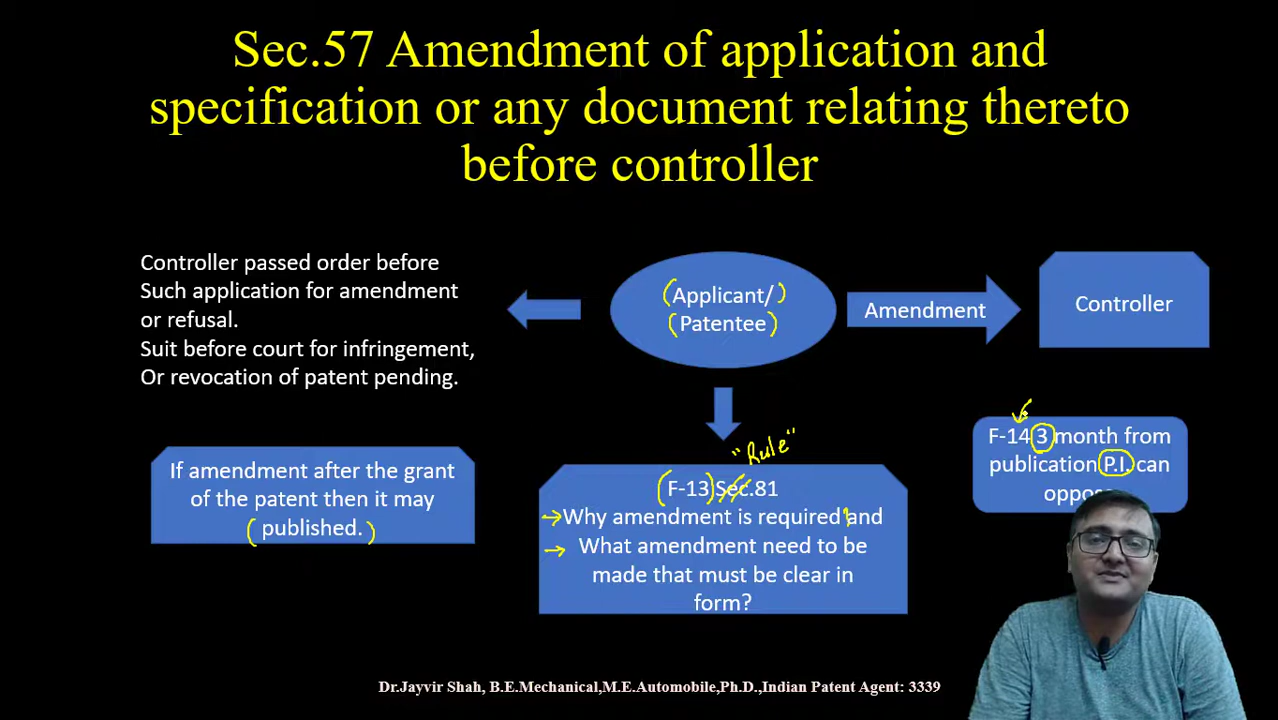 Sec.57 Amendment of application and
specification or any document relating thereto
before controller
Controller passed order before
Such application for amendment
or refusal.
Suit before court for infringement,
Or revocation of patent pending.
(Applicant/)
(Patentee)
Amendment
Controller
If amendment after the grant
of the patent then it may
(published.)
"Rule"
(F-13) Sec.81
Why amendment is required and
What amendment need to be
made that must be clear in
form?
F-14 3 month from
publication P.I. can
Dr.Jayvir Shah, B.E.Mechanical,M.E.Automobile,Ph.D.,Indian Patent Agent: 3339